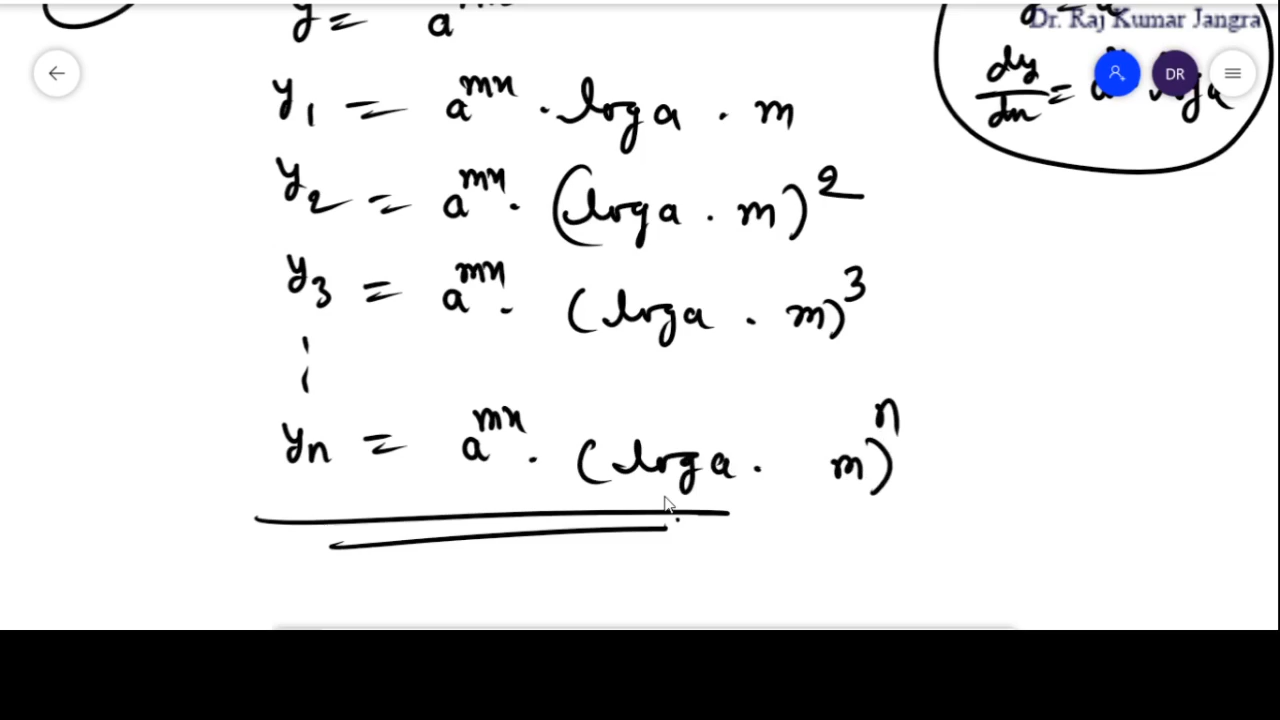 y = a^mx
Dr. Raj Kumar Jangra
dy/dx = a^x log a
DR
y₁ = a^mx · log a · m
y₂ = a^mx · (log a · m)²
y₃ = a^mx · (log a · m)³
⋮
yₙ = a^mx · (log a · m)ⁿ